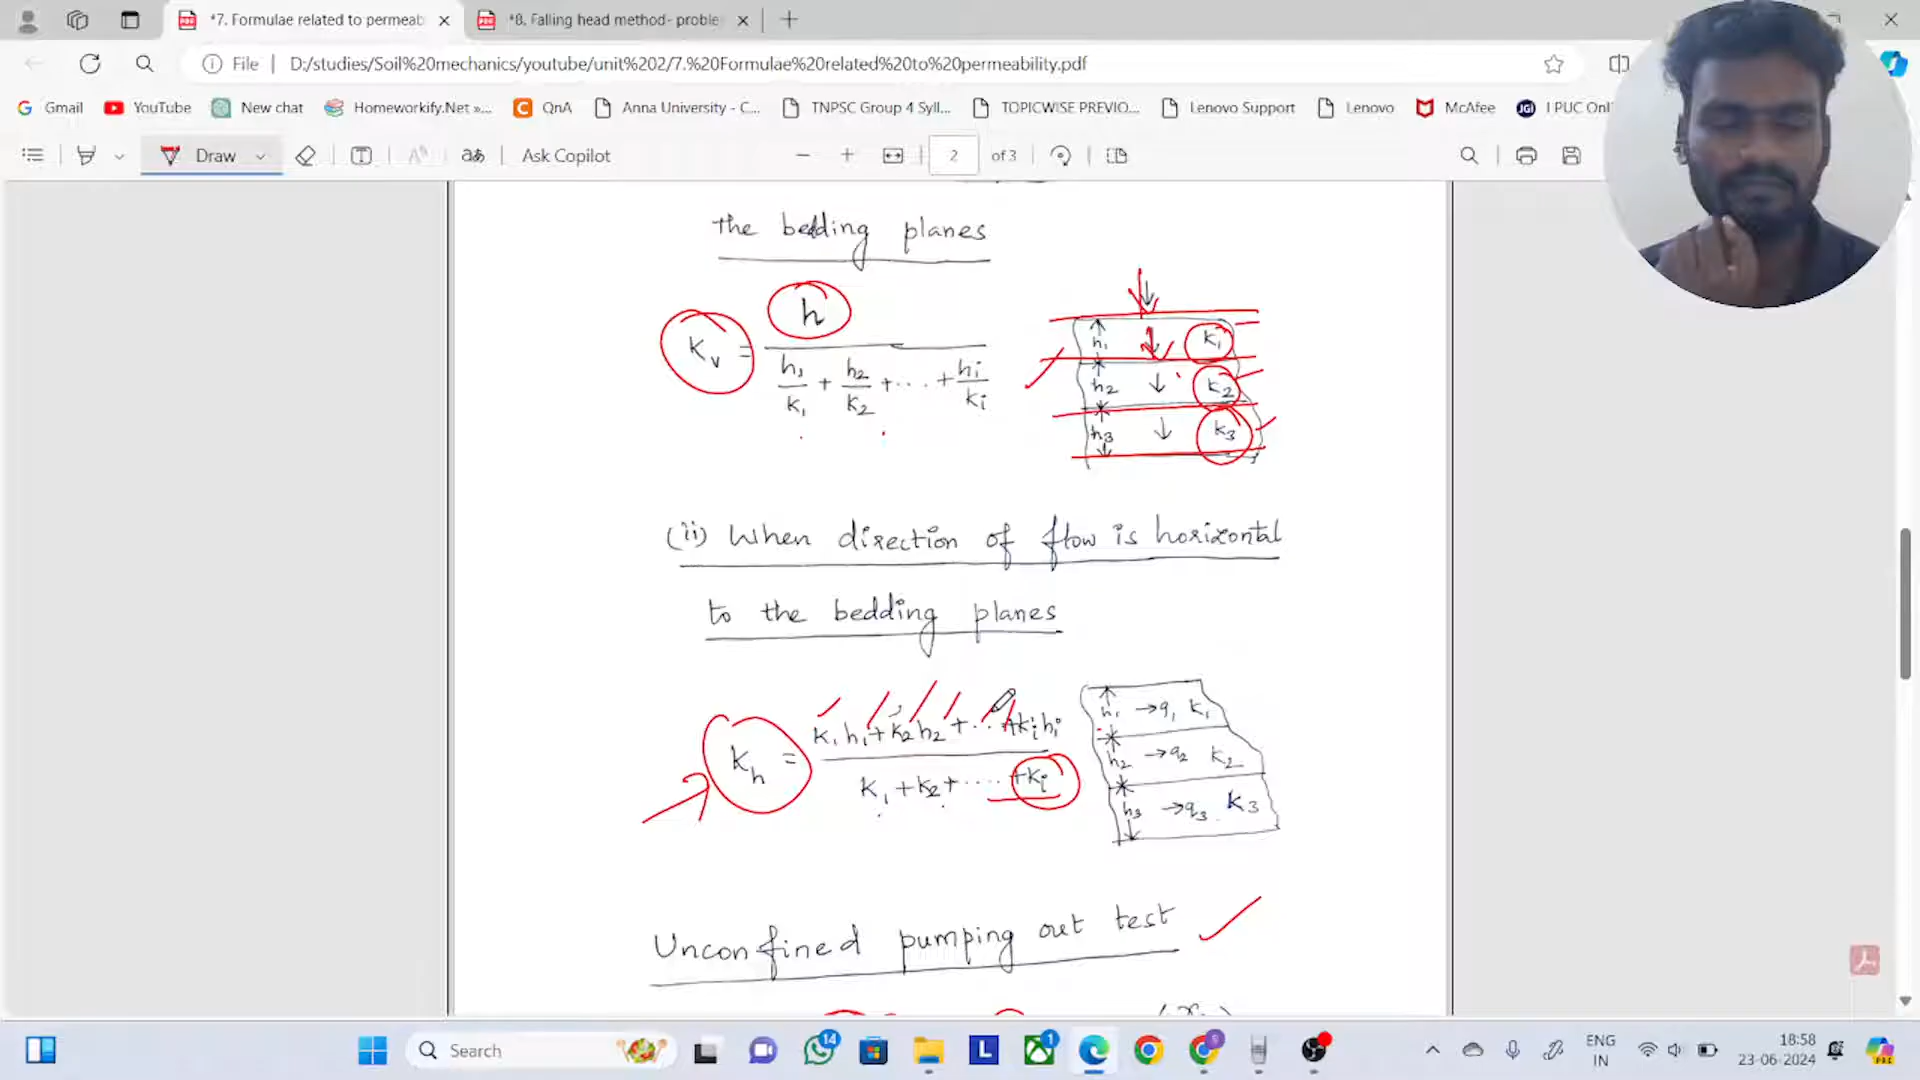 *7. Formulae related to permeab
*8. Falling head method- proble
File
D:/studies/Soil%20mechanics/youtube/unit%202/7.%20Formulae%20related%20to%20permeability.pdf
Gmail
YouTube
New chat
Homeworkify.Net »...
QnA
Anna University - C...
TNPSC Group 4 Syll...
TOPICWISE PREVIO...
Lenovo Support
Lenovo
McAfee
I PUC Onl
Draw
Ask Copilot
2 of 3
the bedding planes
Kv = h
h1/K1 + h2/K2 + .... + hi/Ki
h1 K1
h2 K2
h3 K3
(ii) When direction of flow is horizontal
to the bedding planes
Kh = K1h1 + K2h2 + ... + Kihi
K1 + K2 + .... + Ki
h1 →q1 K1
h2 →q2 K2
h3 →q3 K3
Unconfined pumping out test
Search
14
1
ENG
IN
18:58
23-06-2024